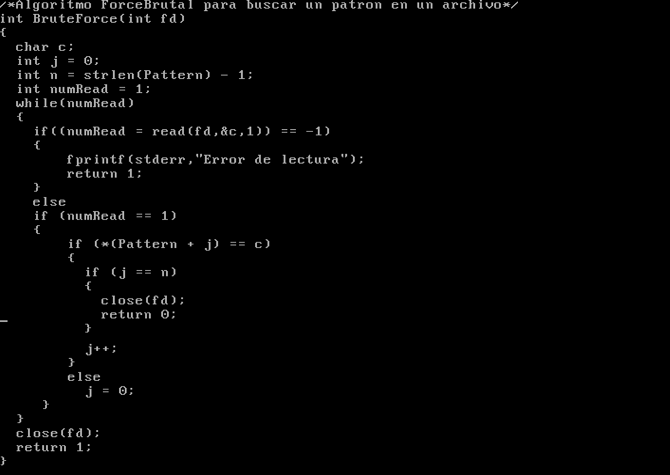 /*Algoritmo ForceBrutal para buscar un patron en un archivo*/
int BruteForce(int fd)
{
  char c;
  int j = 0;
  int n = strlen(Pattern) - 1;
  int numRead = 1;
  while(numRead)
  {
    if((numRead = read(fd,&c,1)) == -1)
    {
        fprintf(stderr,"Error de lectura");
        return 1;
    }
    else
    if (numRead == 1)
    {
        if (*(Pattern + j) == c)
        {
          if (j == n)
          {
            close(fd);
            return 0;
          }
          j++;
        }
        else
          j = 0;
     }
  }
  close(fd);
  return 1;
}